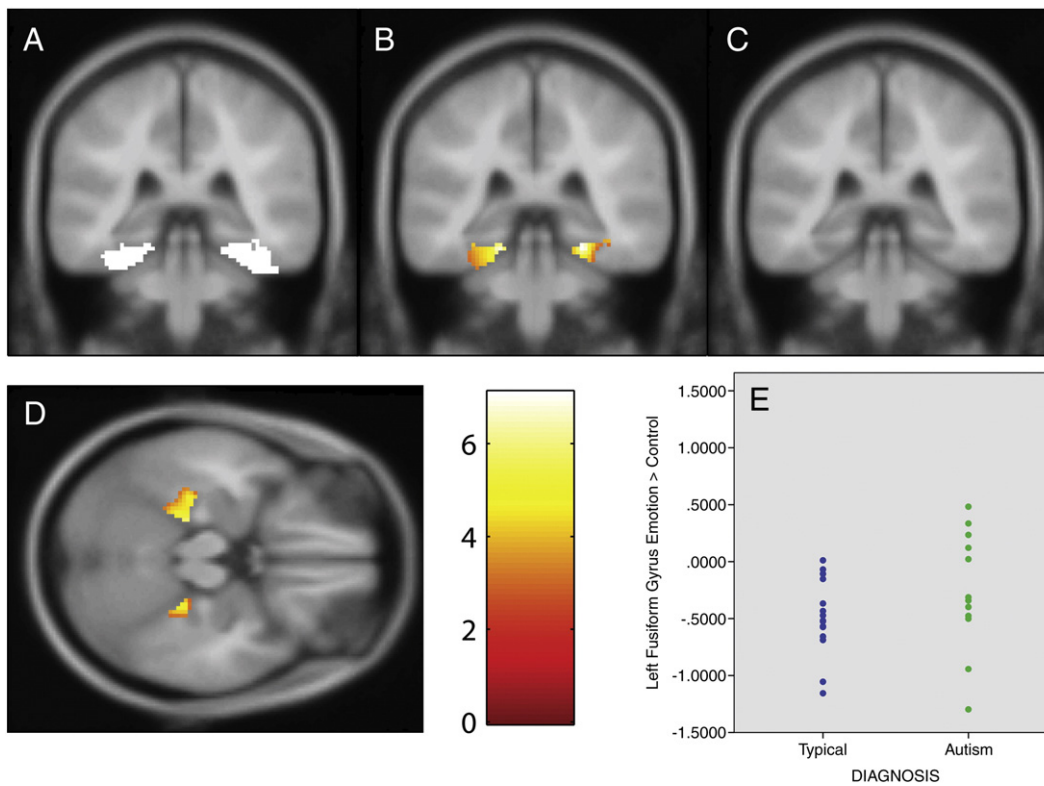 A
B
C
D
6
4
2
0
E
Left Fusiform Gyrus Emotion > Control
1.5000
1.0000
.5000
.0000
-.5000
-1.0000
-1.5000
Typical
Autism
DIAGNOSIS